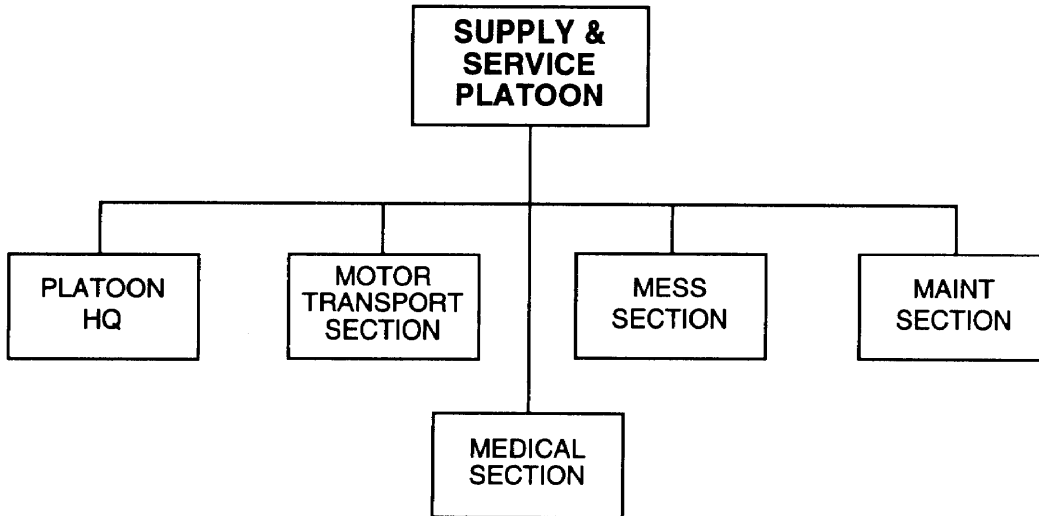 SUPPLY &
SERVICE
PLATOON
PLATOON
HQ
MOTOR
TRANSPORT
SECTION
MESS
SECTION
MAINT
SECTION
MEDICAL
SECTION